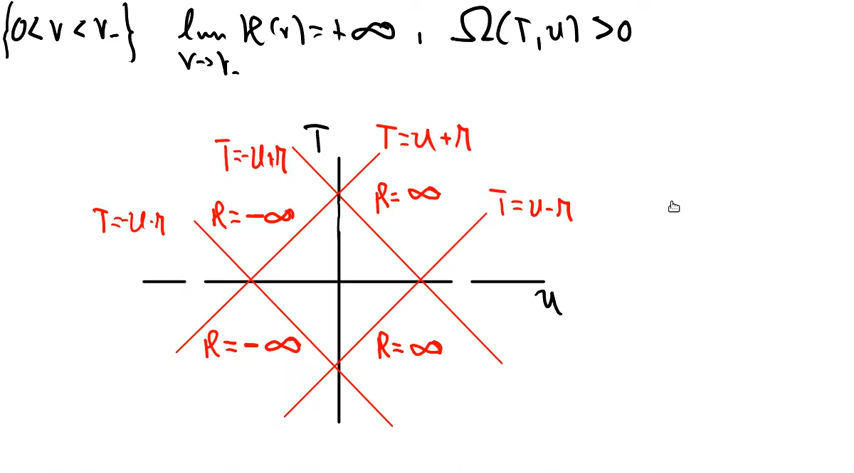 {0<r<r₋} lim R(r)=+∞, Ω(T,u)>0
r→r₋
T
T=-u+π
T=u+π
R=-∞
R=∞
T=-u-π
T=u-π
u
R=-∞
R=∞